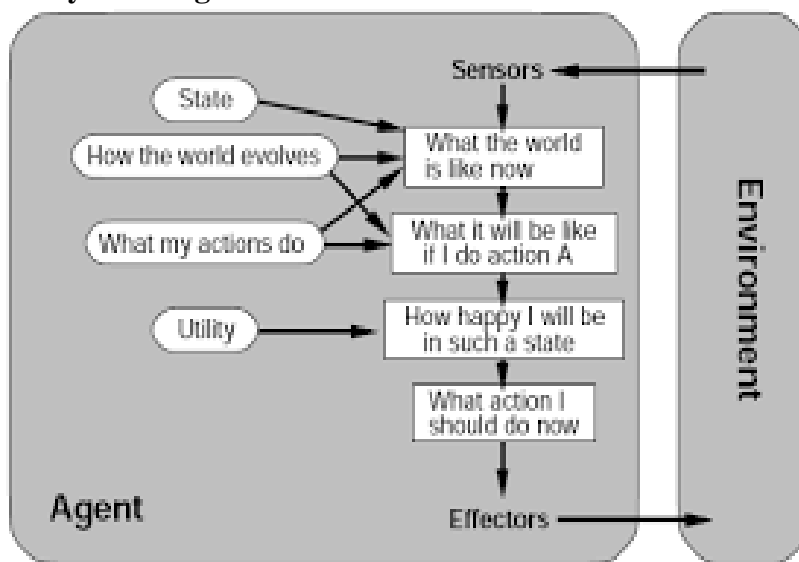 Sensors
State
What the world
is like now
How the world evolves
What it will be like
if I do action A
What my actions do
How happy I will be
in such a state
Utility
What action I
should do now
Agent
Effectors
Environment